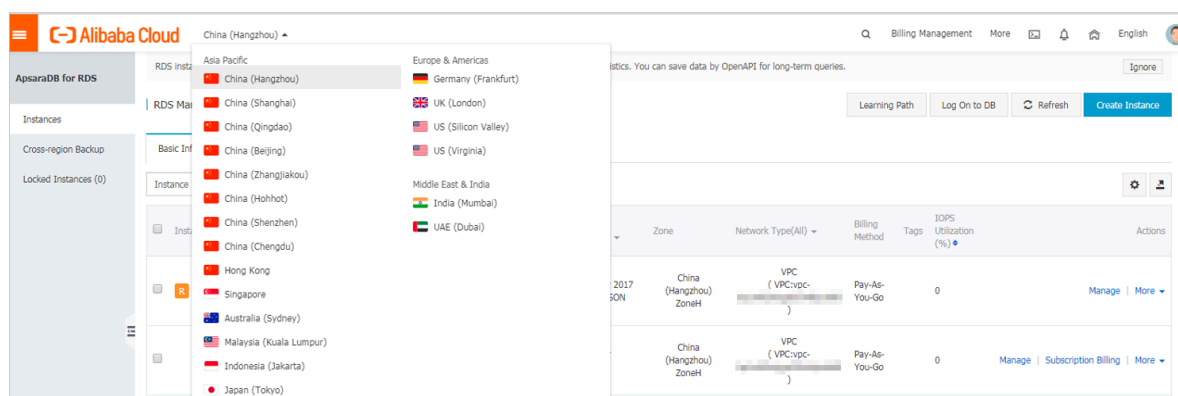 Alibaba Cloud
China (Hangzhou)
Billing Management
More
English
ApsaraDB for RDS
Instances
Cross-region Backup
Locked Instances (0)
RDS insta
istics. You can save data by OpenAPI for long-term queries.
Ignore
RDS Mar
Learning Path
Log On to DB
Refresh
Create Instance
Basic Inf
Instance
Asia Pacific
China (Hangzhou)
China (Shanghai)
China (Qingdao)
China (Beijing)
China (Zhangjiakou)
China (Hohhot)
China (Shenzhen)
China (Chengdu)
Hong Kong
Singapore
Australia (Sydney)
Malaysia (Kuala Lumpur)
Indonesia (Jakarta)
Japan (Tokyo)
Europe & Americas
Germany (Frankfurt)
UK (London)
US (Silicon Valley)
US (Virginia)
Middle East & India
India (Mumbai)
UAE (Dubai)
Insta
Zone
Network Type(All)
Billing
Method
Tags
IOPS
Utilization
(%)
Actions
R
2017
SON
China
(Hangzhou)
ZoneH
VPC
( VPC:vpc-
)
Pay-As-
You-Go
0
Manage | More
China
(Hangzhou)
ZoneH
VPC
( VPC:vpc-
)
Pay-As-
You-Go
0
Manage | Subscription Billing | More